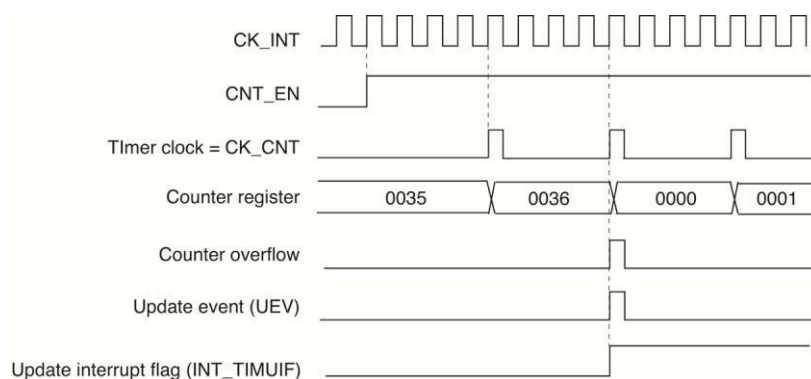 CK_INT
CNT_EN
TImer clock = CK_CNT
Counter register 0035 0036 0000 0001
Counter overflow
Update event (UEV)
Update interrupt flag (INT_TIMUIF)